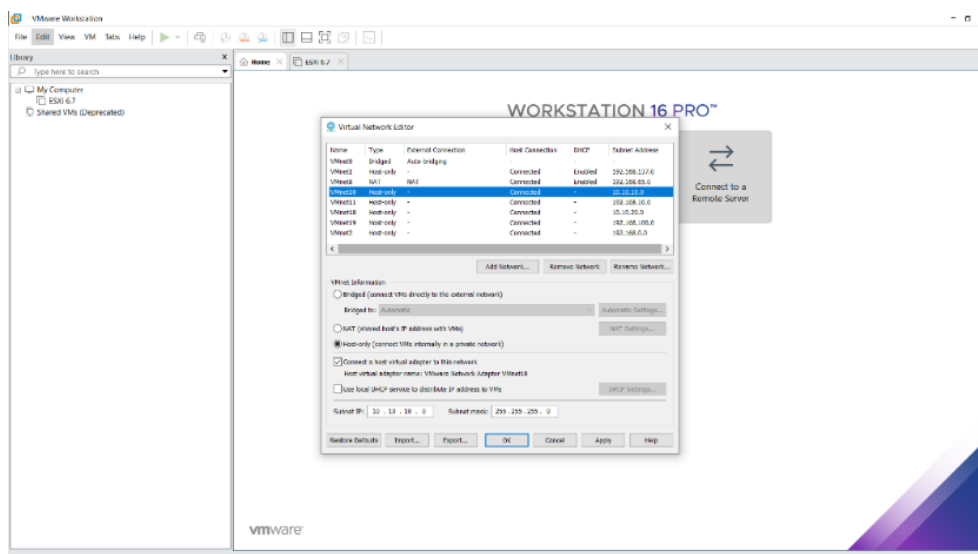 VMware Workstation
File Edit View VM Tabs Help
Library
Type here to search
My Computer
ESXi 6.7
Shared VMs (Deprecated)
Home ESXi 6.7
WORKSTATION 16 PRO™
Connect to a
Remote Server
Virtual Network Editor
Name Type External Connection Host Connection DHCP Subnet Address
VMnet0 Bridged Auto-bridging - - -
VMnet1 Host-only - Connected Enabled 192.168.137.0
VMnet8 NAT NAT Connected Enabled 192.168.65.0
VMnet10 Host-only - Connected - 10.10.10.0
VMnet11 Host-only - Connected - 192.168.10.0
VMnet18 Host-only - Connected - 10.10.20.0
VMnet19 Host-only - Connected - 192.168.100.0
VMnet2 Host-only - Connected - 192.168.0.0
Add Network... Remove Network Rename Network...
VMnet Information
Bridged (connect VMs directly to the external network)
Bridged to: Automatic Automatic Settings...
NAT (shared host's IP address with VMs) NAT Settings...
Host-only (connect VMs internally in a private network)
Connect a host virtual adapter to this network
Host virtual adapter name: VMware Network Adapter VMnet10
Use local DHCP service to distribute IP address to VMs DHCP Settings...
Subnet IP: 10 . 10 . 10 . 0 Subnet mask: 255 . 255 . 255 . 0
Restore Defaults Import... Export... OK Cancel Apply Help
vmware